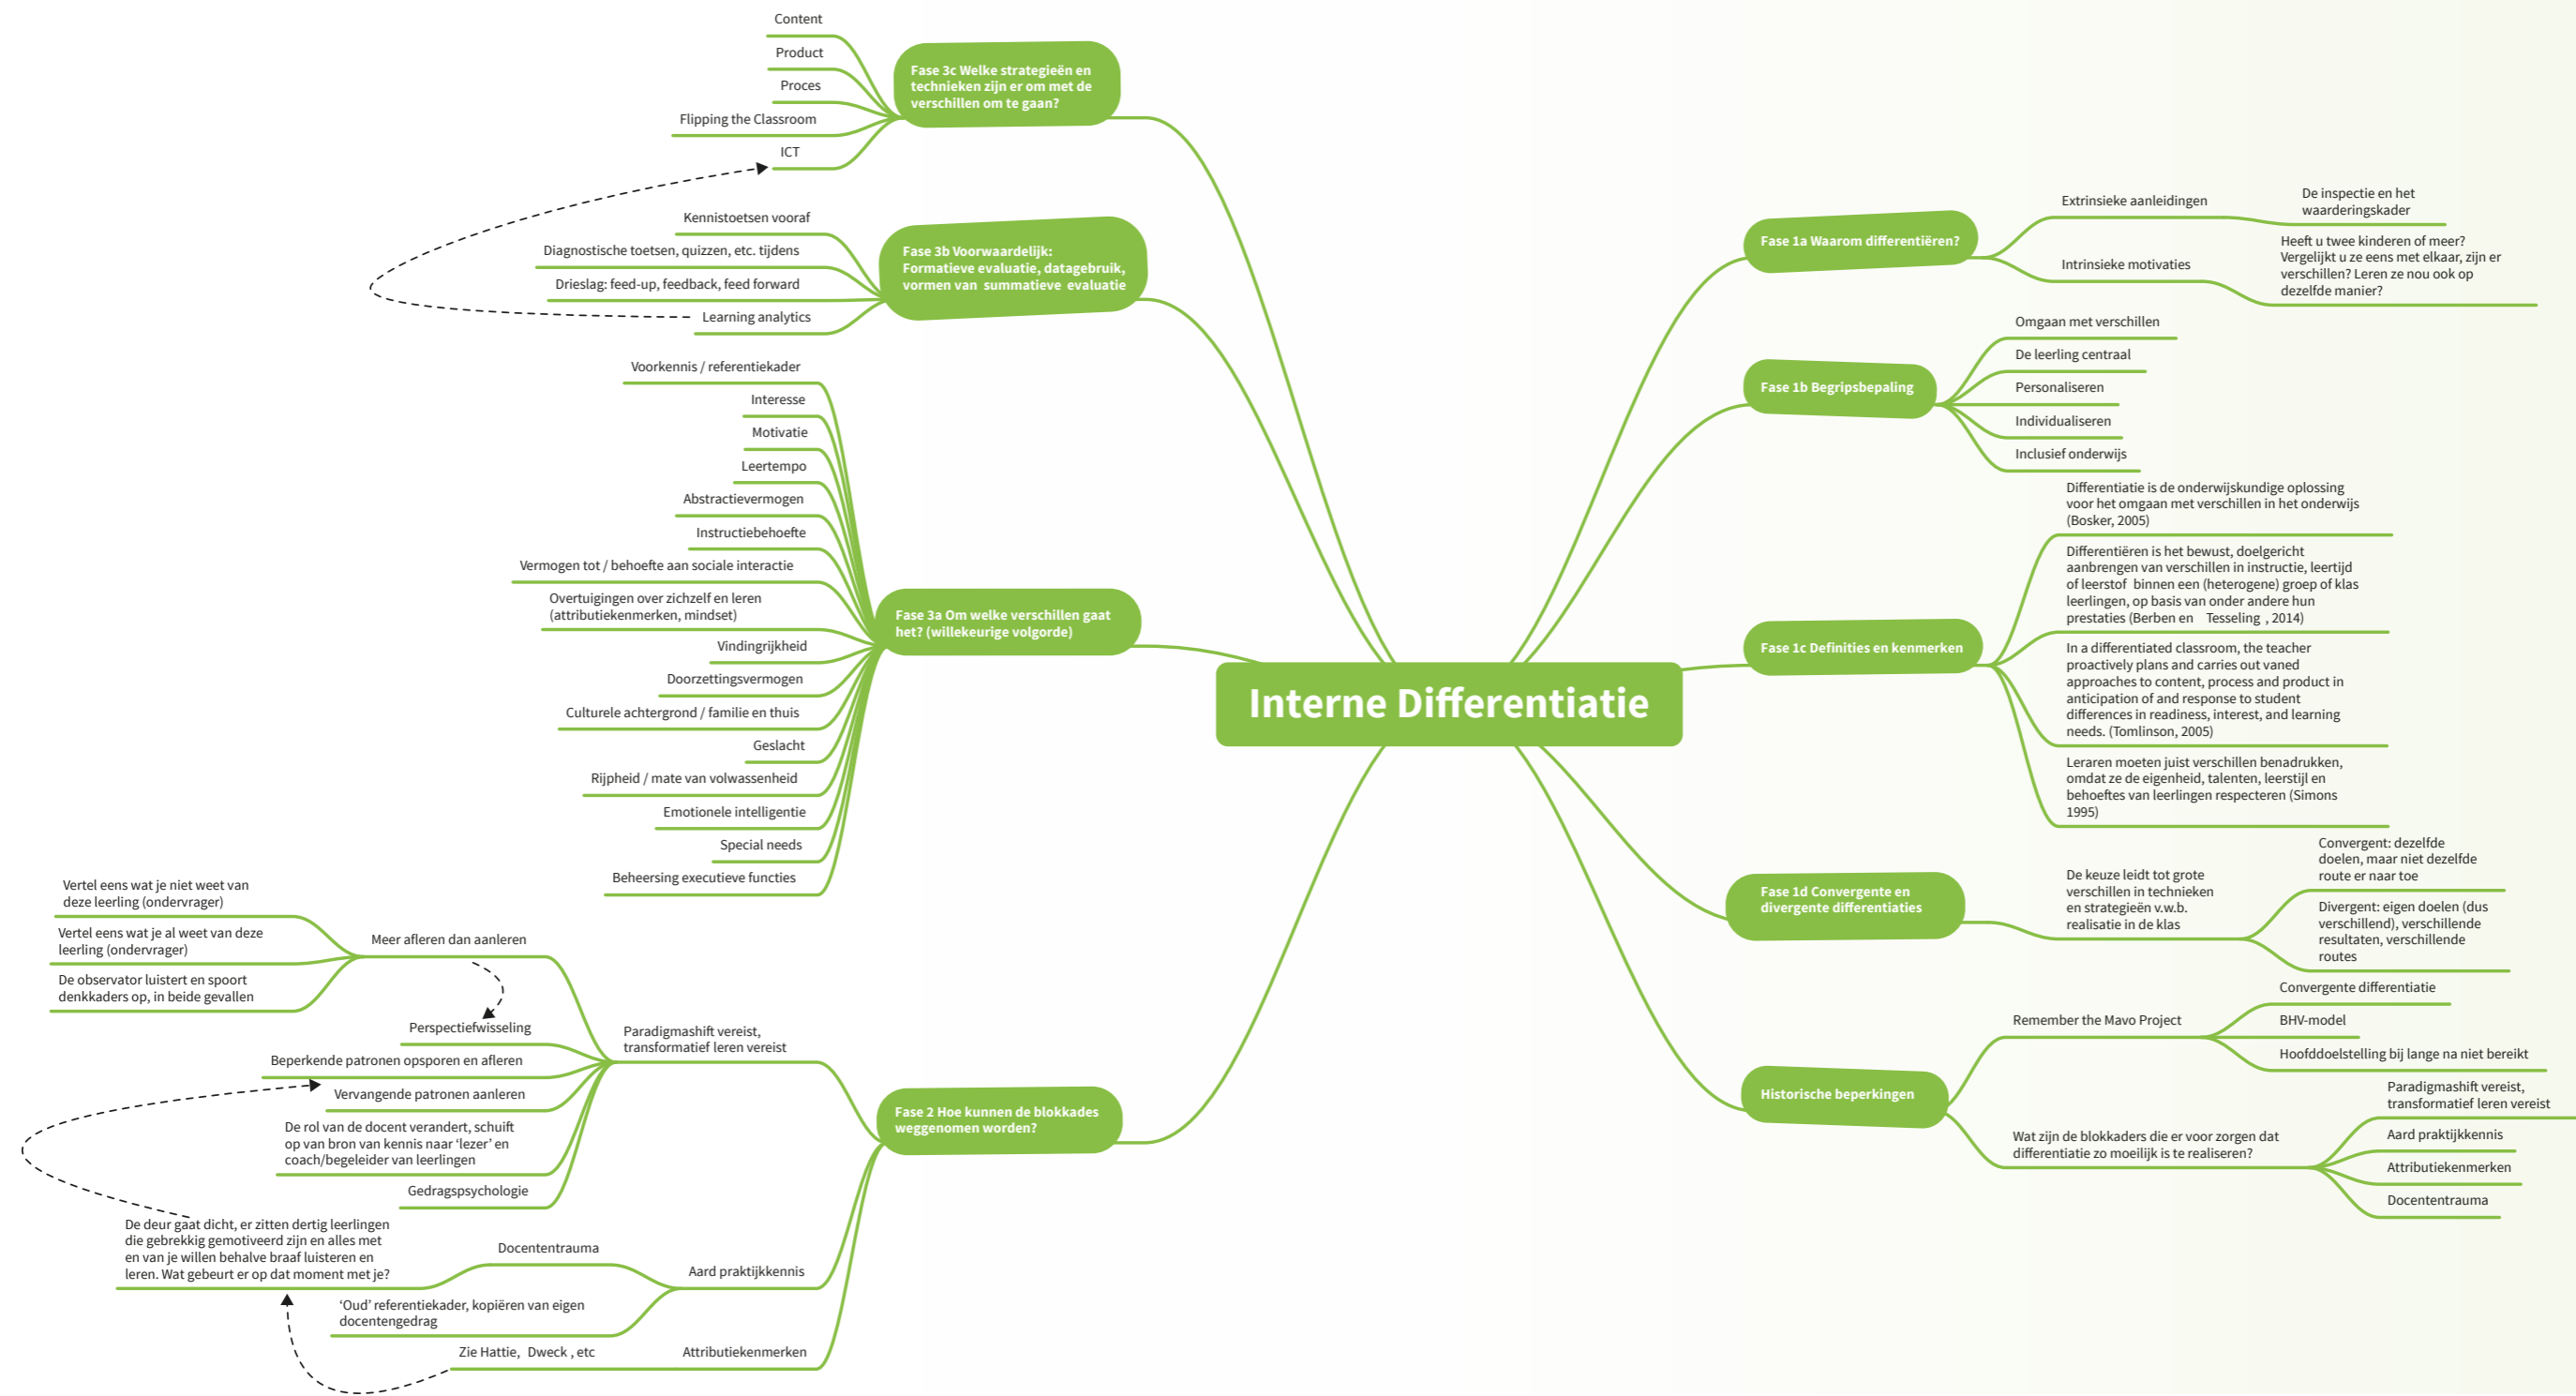 Interne Differentiatie
Fase 1a Waarom differentiëren?
Extrinsieke aanleidingen
De inspectie en het
waarderingskader
Intrinsieke motivaties
Heeft u twee kinderen of meer?
Vergelijkt u ze eens met elkaar, zijn er
verschillen? Leren ze nou ook op
dezelfde manier?
Fase 1b Begripsbepaling
Omgaan met verschillen
De leerling centraal
Personaliseren
Individualiseren
Inclusief onderwijs
Fase 1c Definities en kenmerken
Differentiatie is de onderwijskundige oplossing
voor het omgaan met verschillen in het onderwijs
(Bosker, 2005)
Differentiëren is het bewust, doelgericht
aanbrengen van verschillen in instructie, leertijd
of leerstof binnen een (heterogene) groep of klas
leerlingen, op basis van onder andere hun
prestaties (Berben en Tesseling , 2014)
In a differentiated classroom, the teacher
proactively plans and carries out vaned
approaches to content, process and product in
anticipation of and response to student
differences in readiness, interest, and learning
needs. (Tomlinson, 2005)
Leraren moeten juist verschillen benadrukken,
omdat ze de eigenheid, talenten, leerstijl en
behoeftes van leerlingen respecteren (Simons
1995)
Fase 1d Convergente en
divergente differentiaties
De keuze leidt tot grote
verschillen in technieken
en strategieën v.w.b.
realisatie in de klas
Convergent: dezelfde
doelen, maar niet dezelfde
route er naar toe
Divergent: eigen doelen (dus
verschillend), verschillende
resultaten, verschillende
routes
Historische beperkingen
Remember the Mavo Project
Convergente differentiatie
BHV-model
Hoofddoelstelling bij lange na niet bereikt
Wat zijn de blokkaders die er voor zorgen dat
differentiatie zo moeilijk is te realiseren?
Paradigmashift vereist,
transformatief leren vereist
Aard praktijkkennis
Attributiekenmerken
Docententrauma
Fase 2 Hoe kunnen de blokkades
weggenomen worden?
Paradigmashift vereist,
transformatief leren vereist
Meer afleren dan aanleren
Vertel eens wat je niet weet van
deze leerling (ondervrager)
Vertel eens wat je al weet van deze
leerling (ondervrager)
De observator luistert en spoort
denkkaders op, in beide gevallen
Perspectiefwisseling
Beperkende patronen opsporen en afleren
Vervangende patronen aanleren
De rol van de docent verandert, schuift
op van bron van kennis naar ‘lezer’ en
coach/begeleider van leerlingen
Gedragspsychologie
Aard praktijkkennis
Docententrauma
De deur gaat dicht, er zitten dertig leerlingen
die gebrekkig gemotiveerd zijn en alles met
en van je willen behalve braaf luisteren en
leren. Wat gebeurt er op dat moment met je?
‘Oud’ referentiekader, kopiëren van eigen
docentengedrag
Attributiekenmerken
Zie Hattie, Dweck , etc
Fase 3a Om welke verschillen gaat
het? (willekeurige volgorde)
Voorkennis / referentiekader
Interesse
Motivatie
Leertempo
Abstractievermogen
Instructiebehoefte
Vermogen tot / behoefte aan sociale interactie
Overtuigingen over zichzelf en leren
(attributiekenmerken, mindset)
Vindingrijkheid
Doorzettingsvermogen
Culturele achtergrond / familie en thuis
Geslacht
Rijpheid / mate van volwassenheid
Emotionele intelligentie
Special needs
Beheersing executieve functies
Fase 3b Voorwaardelijk:
Formatieve evaluatie, datagebruik,
vormen van summatieve evaluatie
Kennistoetsen vooraf
Diagnostische toetsen, quizzen, etc. tijdens
Drieslag: feed-up, feedback, feed forward
Learning analytics
Fase 3c Welke strategieën en
technieken zijn er om met de
verschillen om te gaan?
Content
Product
Proces
Flipping the Classroom
ICT